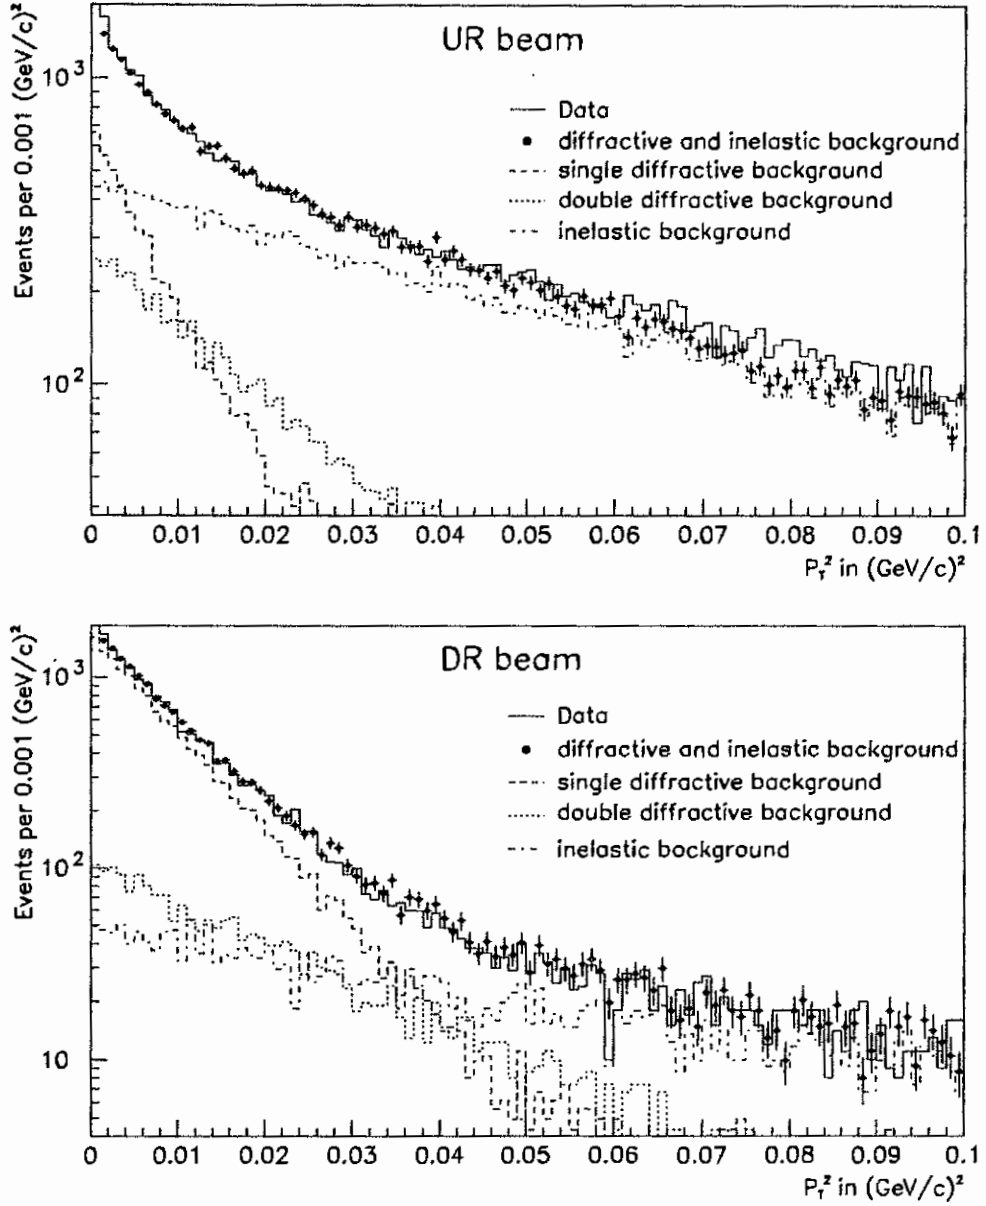 Events per 0.001 (GeV/c)²
UR beam
Data
diffractive and inelastic background
single diffractive background
double diffractive background
inelastic background
10³
10²
0 0.01 0.02 0.03 0.04 0.05 0.06 0.07 0.08 0.09 0.1
P_T² in (GeV/c)²
Events per 0.001 (GeV/c)²
DR beam
Data
diffractive and inelastic background
single diffractive background
double diffractive background
inelastic bockground
10³
10²
10
0 0.01 0.02 0.03 0.04 0.05 0.06 0.07 0.08 0.09 0.1
P_T² in (GeV/c)²